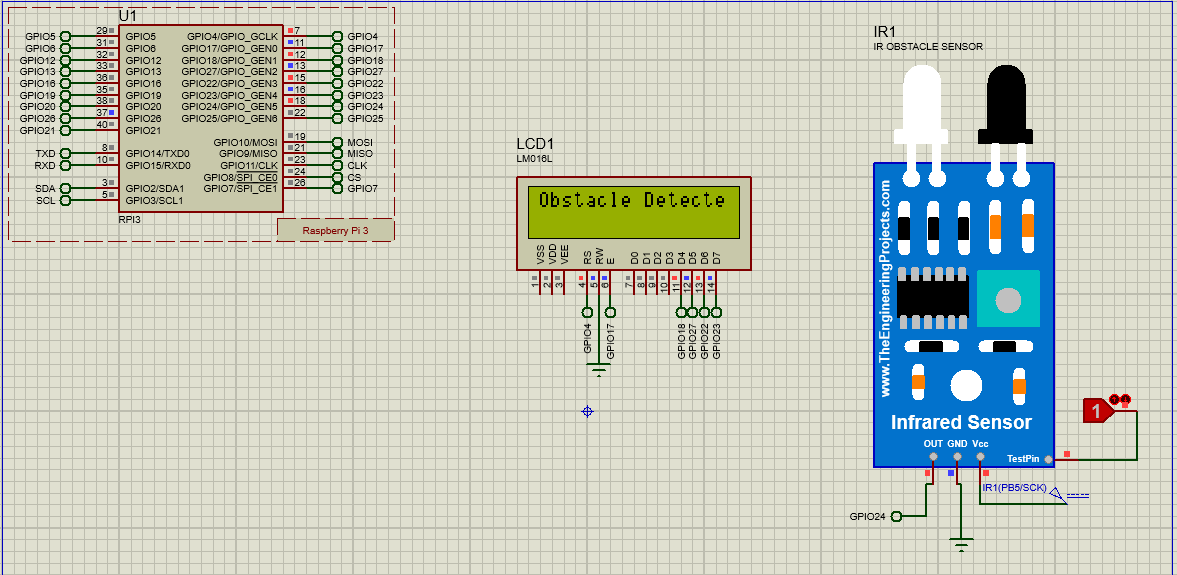 U1
29
GPIO5
GPIO5
GPIO4/GPIO_GCLK
7
GPIO4
31
GPIO6
GPIO6
GPIO17/GPIO_GEN0
11
GPIO17
32
GPIO12
GPIO12
GPIO18/GPIO_GEN1
12
GPIO18
33
GPIO13
GPIO13
GPIO27/GPIO_GEN2
13
GPIO27
36
GPIO16
GPIO16
GPIO22/GPIO_GEN3
15
GPIO22
35
GPIO19
GPIO19
GPIO23/GPIO_GEN4
16
GPIO23
38
GPIO20
GPIO20
GPIO24/GPIO_GEN5
18
GPIO24
37
GPIO26
GPIO26
GPIO25/GPIO_GEN6
22
GPIO25
40
GPIO21
GPIO21
GPIO10/MOSI
19
MOSI
GPIO9/MISO
21
MISO
8
TXD
GPIO14/TXD0
GPIO11/CLK
23
CLK
10
RXD
GPIO15/RXD0
GPIO8/SPI_CE0
24
CS
3
SDA
GPIO2/SDA1
GPIO7/SPI_CE1
26
GPIO7
5
SCL
GPIO3/SCL1
RPI3
Raspberry Pi 3
LCD1
LM016L
Obstacle Detecte
VSS
VDD
VEE
RS
RW
E
D0
D1
D2
D3
D4
D5
D6
D7
1
2
3
4
5
6
7
8
9
10
11
12
13
14
GPIO4
GPIO17
GPIO18
GPIO27
GPIO22
GPIO23
IR1
IR OBSTACLE SENSOR
www.TheEngineeringProjects.com
Infrared Sensor
OUT GND Vcc
TestPin
1
IR1(PB5/SCK)
GPIO24